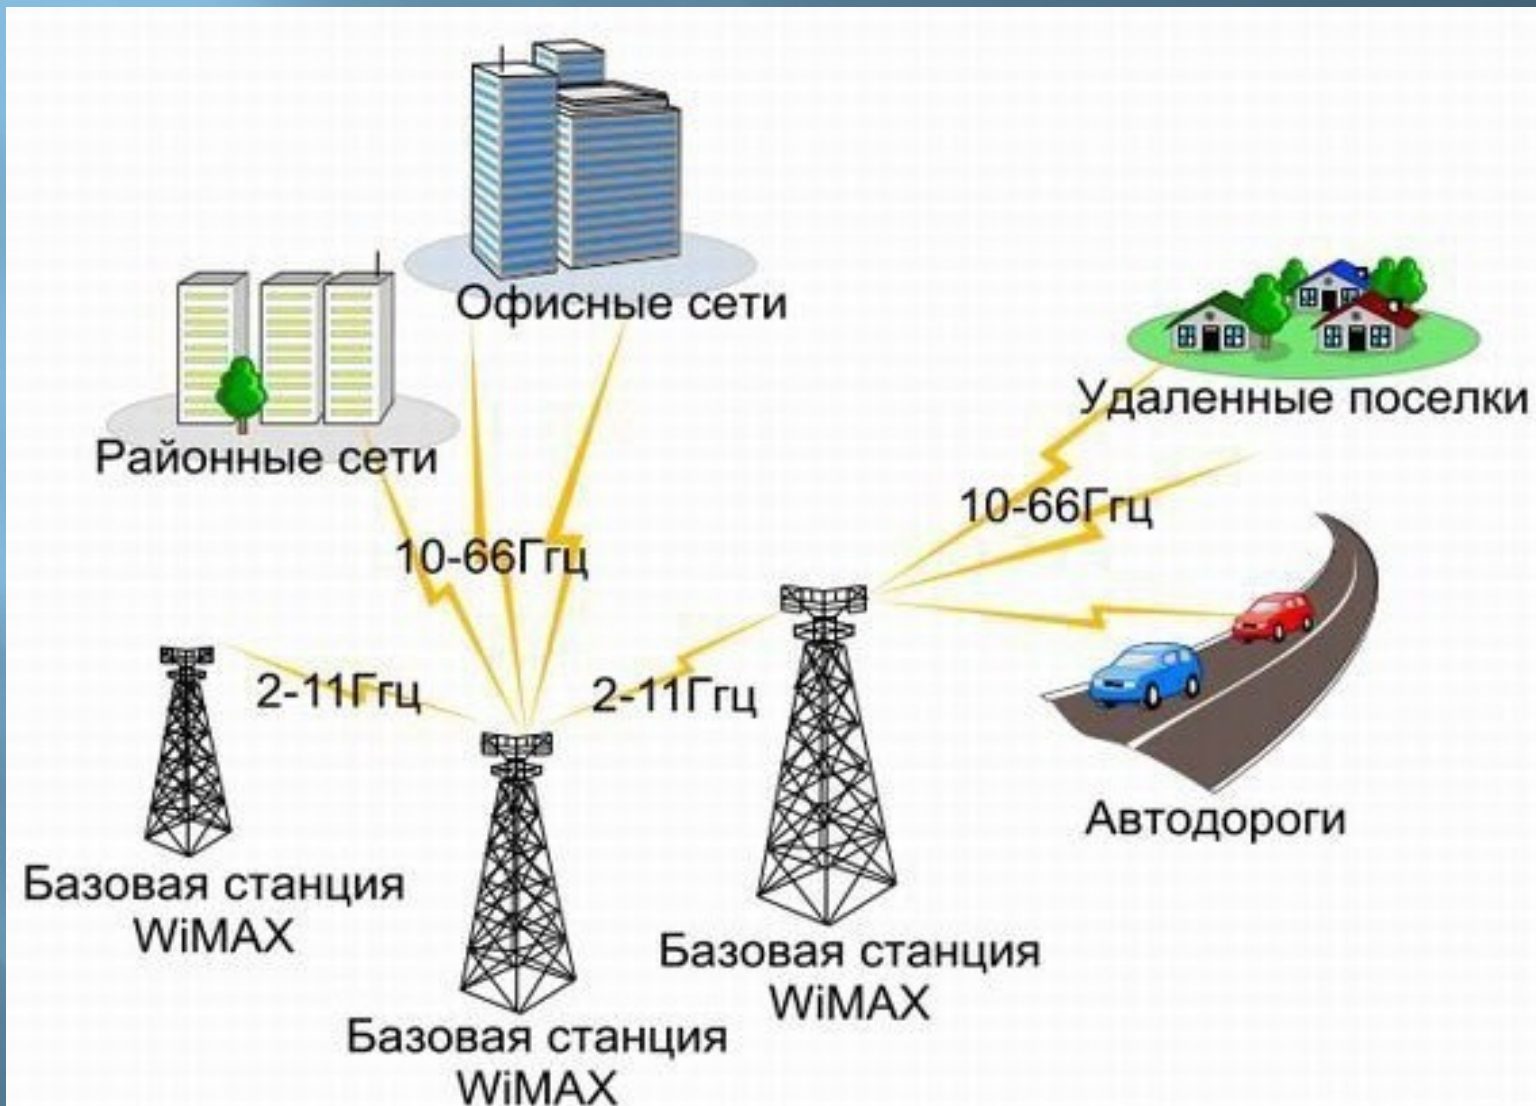 Офисные сети
Районные сети
Удаленные поселки
10-66Ггц
10-66Ггц
2-11Ггц
2-11Ггц
Автодороги
Базовая станция
WiMAX
Базовая станция
WiMAX
Базовая станция
WiMAX